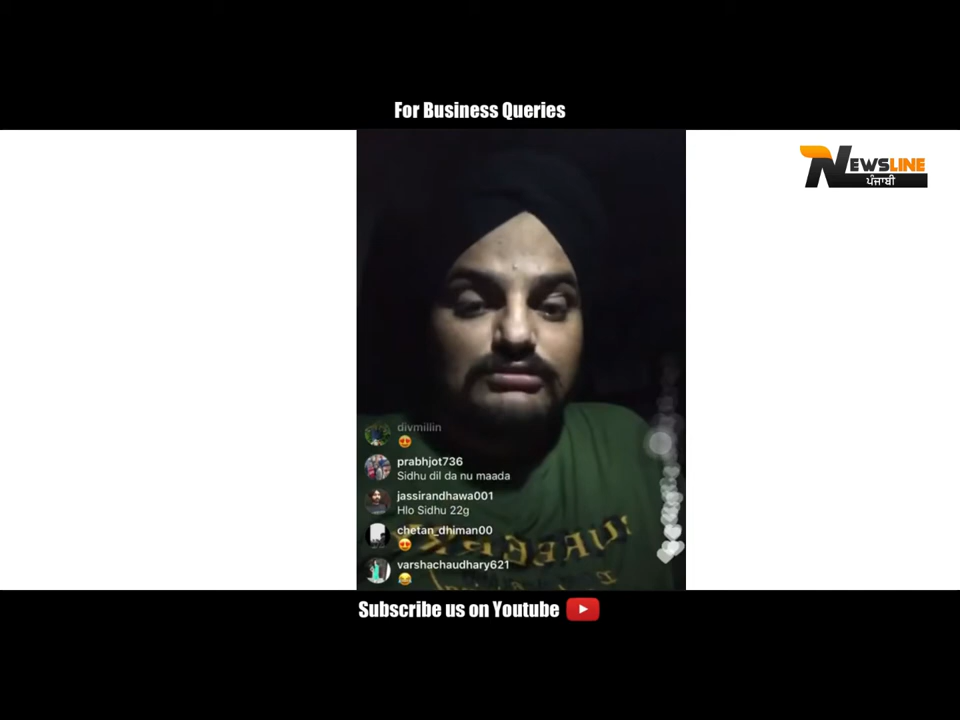 For Business Queries
NEWSLINE
ਪੰਜਾਬੀ
divmillin
😍
prabhjot736
Sidhu dil da nu maada
jassirandhawa001
Hlo Sidhu 22g
chetan_dhiman00
😍
varshachaudhary621
😂
Subscribe us on Youtube